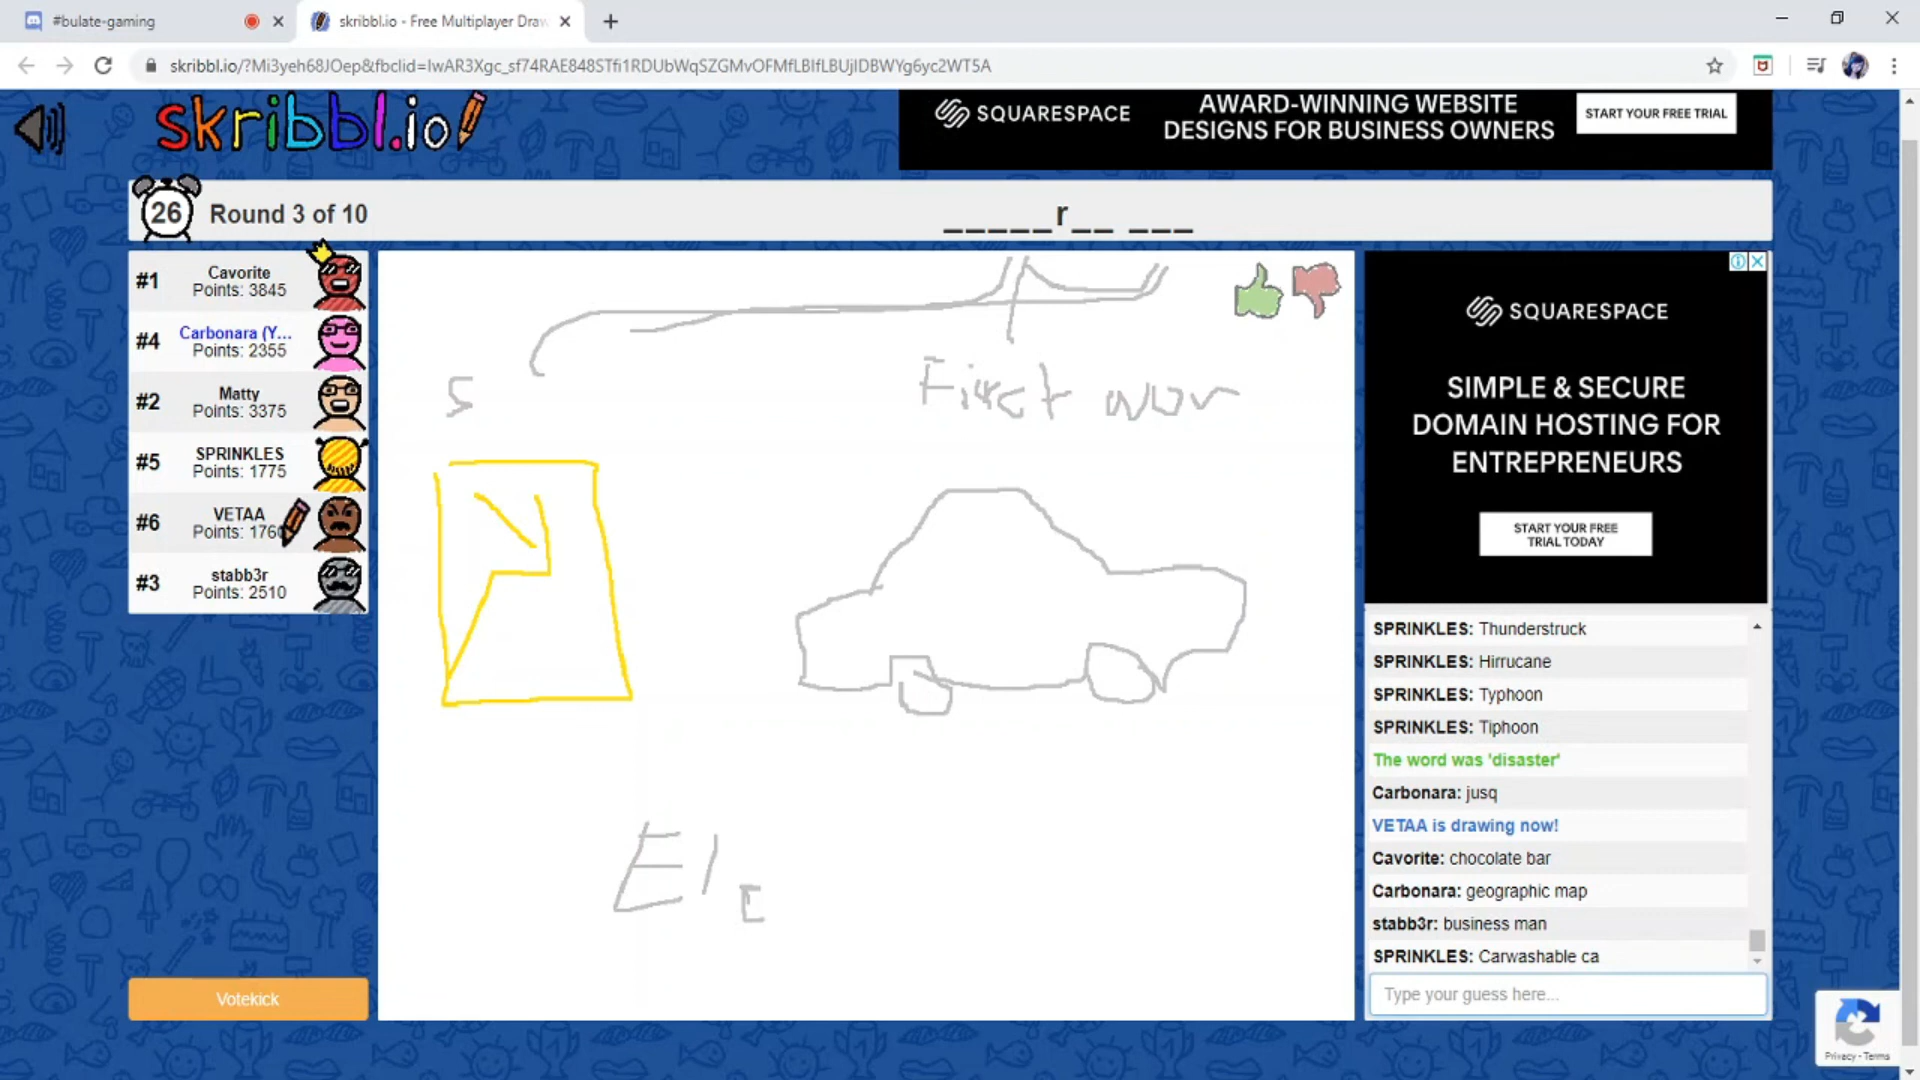 #bulate-gaming
skribbl.io - Free Multiplayer Draw
skribbl.io/?Mi3yeh68JOep&fbclid=IwAR3Xgc_sf74RAE848STfi1RDUbWqSZGMvOFMfLBIfLBUjIDBWYg6yc2WT5A
skribbl.io
SQUARESPACE
AWARD-WINNING WEBSITE
DESIGNS FOR BUSINESS OWNERS
START YOUR FREE TRIAL
26
Round 3 of 10
_____r__ ___
#1 Cavorite
Points: 3845
#4 Carbonara (Y...
Points: 2355
#2 Matty
Points: 3375
#5 SPRINKLES
Points: 1775
#6 VETAA
Points: 1760
#3 stabb3r
Points: 2510
Votekick
S
First wor
El
E
SQUARESPACE
SIMPLE & SECURE
DOMAIN HOSTING FOR
ENTREPRENEURS
START YOUR FREE
TRIAL TODAY
SPRINKLES: Thunderstruck
SPRINKLES: Hirrucane
SPRINKLES: Typhoon
SPRINKLES: Tiphoon
The word was 'disaster'
Carbonara: jusq
VETAA is drawing now!
Cavorite: chocolate bar
Carbonara: geographic map
stabb3r: business man
SPRINKLES: Carwashable ca
Type your guess here...
Privacy - Terms